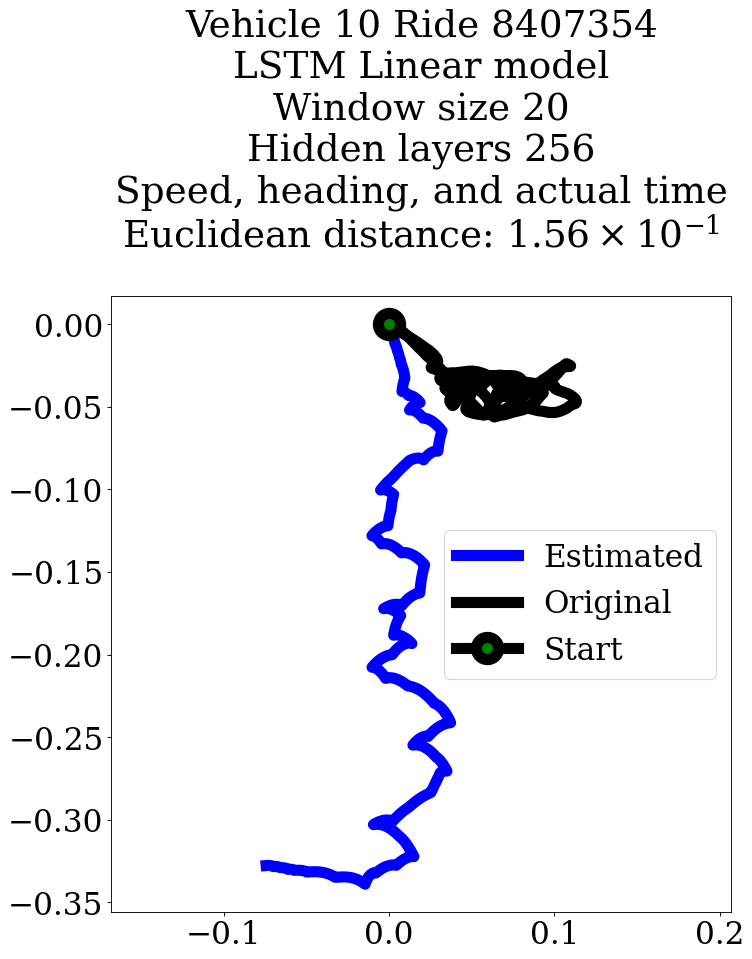 Vehicle 10 Ride 8407354
LSTM Linear model
Window size 20
Hidden layers 256
Speed, heading, and actual time
Euclidean distance: 1.56 × 10⁻¹
0.00
−0.05
−0.10
−0.15
−0.20
−0.25
−0.30
−0.35
Estimated
Original
Start
−0.1
0.0
0.1
0.2